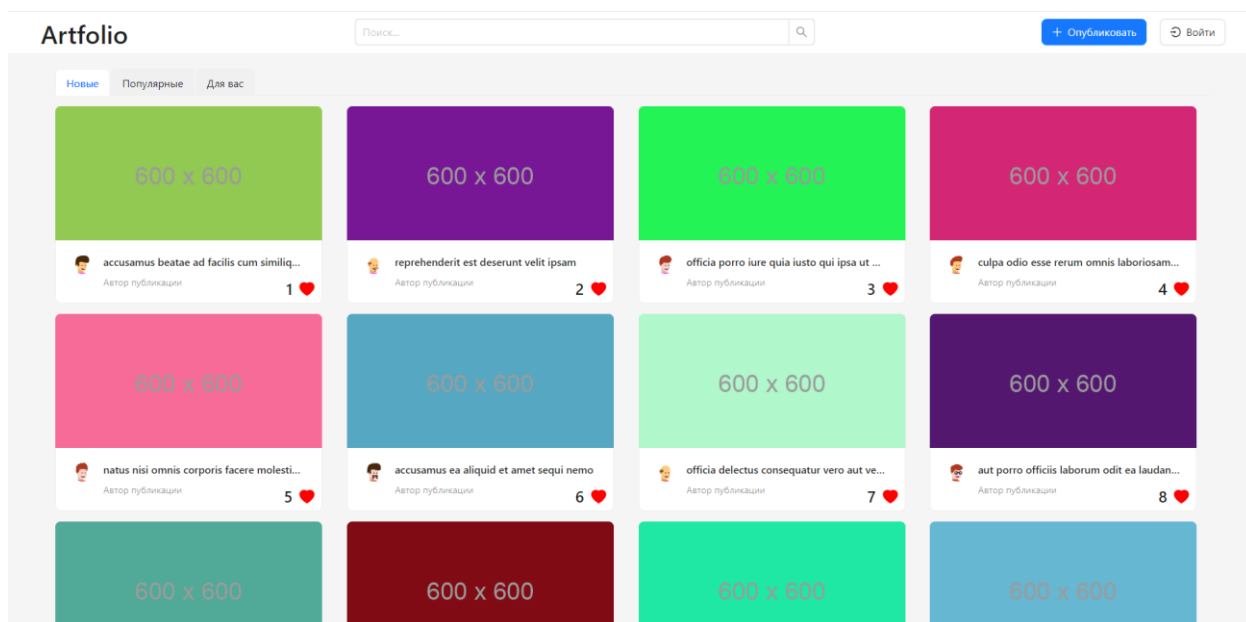 Artfolio
Поиск...
+ Опубликовать
Войти
Новые Популярные Для вас
600 x 600 600 x 600 600 x 600 600 x 600
accusamus beatae ad facilis cum similiq... reprehenderit est deserunt velit ipsam officia porro iure quia iusto qui ipsa ut ... culpa odio esse rerum omnis laboriosam...
Автор публикации Автор публикации Автор публикации Автор публикации
1 2 3 4
600 x 600 600 x 600 600 x 600 600 x 600
natus nisi omnis corporis facere molesti... accusamus ea aliquid et amet sequi nemo officia delectus consequatur vero aut ve... aut porro officiis laborum odit ea laudan...
Автор публикации Автор публикации Автор публикации Автор публикации
5 6 7 8
600 x 600 600 x 600 600 x 600 600 x 600